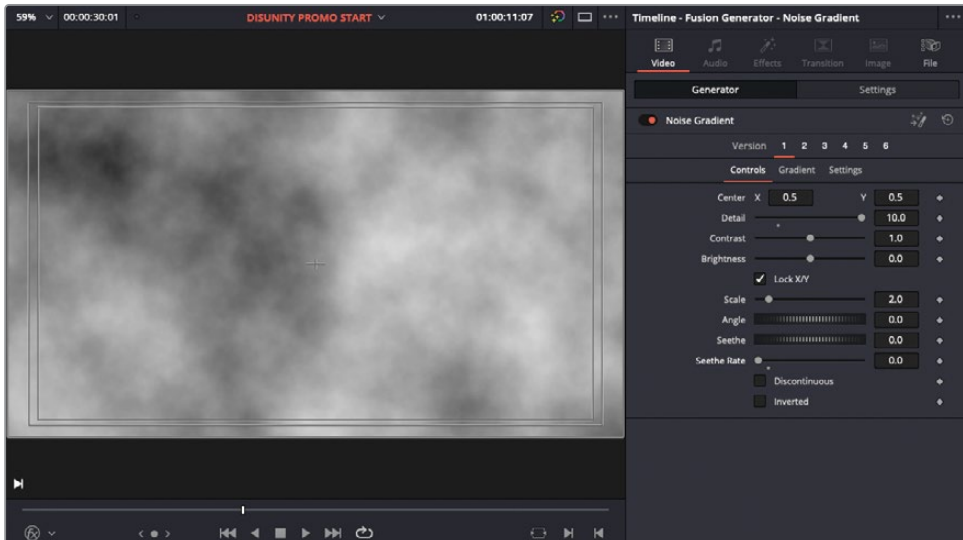 59% 00:00:30:01 DISUNITY PROMO START 01:00:11:07
Timeline - Fusion Generator - Noise Gradient
Video Audio Effects Transition Image File
Generator Settings
Noise Gradient
Version 1 2 3 4 5 6
Controls Gradient Settings
Center X 0.5 Y 0.5
Detail 10.0
Contrast 1.0
Brightness 0.0
Lock X/Y
Scale 2.0
Angle 0.0
Seethe 0.0
Seethe Rate 0.0
Discontinuous
Inverted
fx